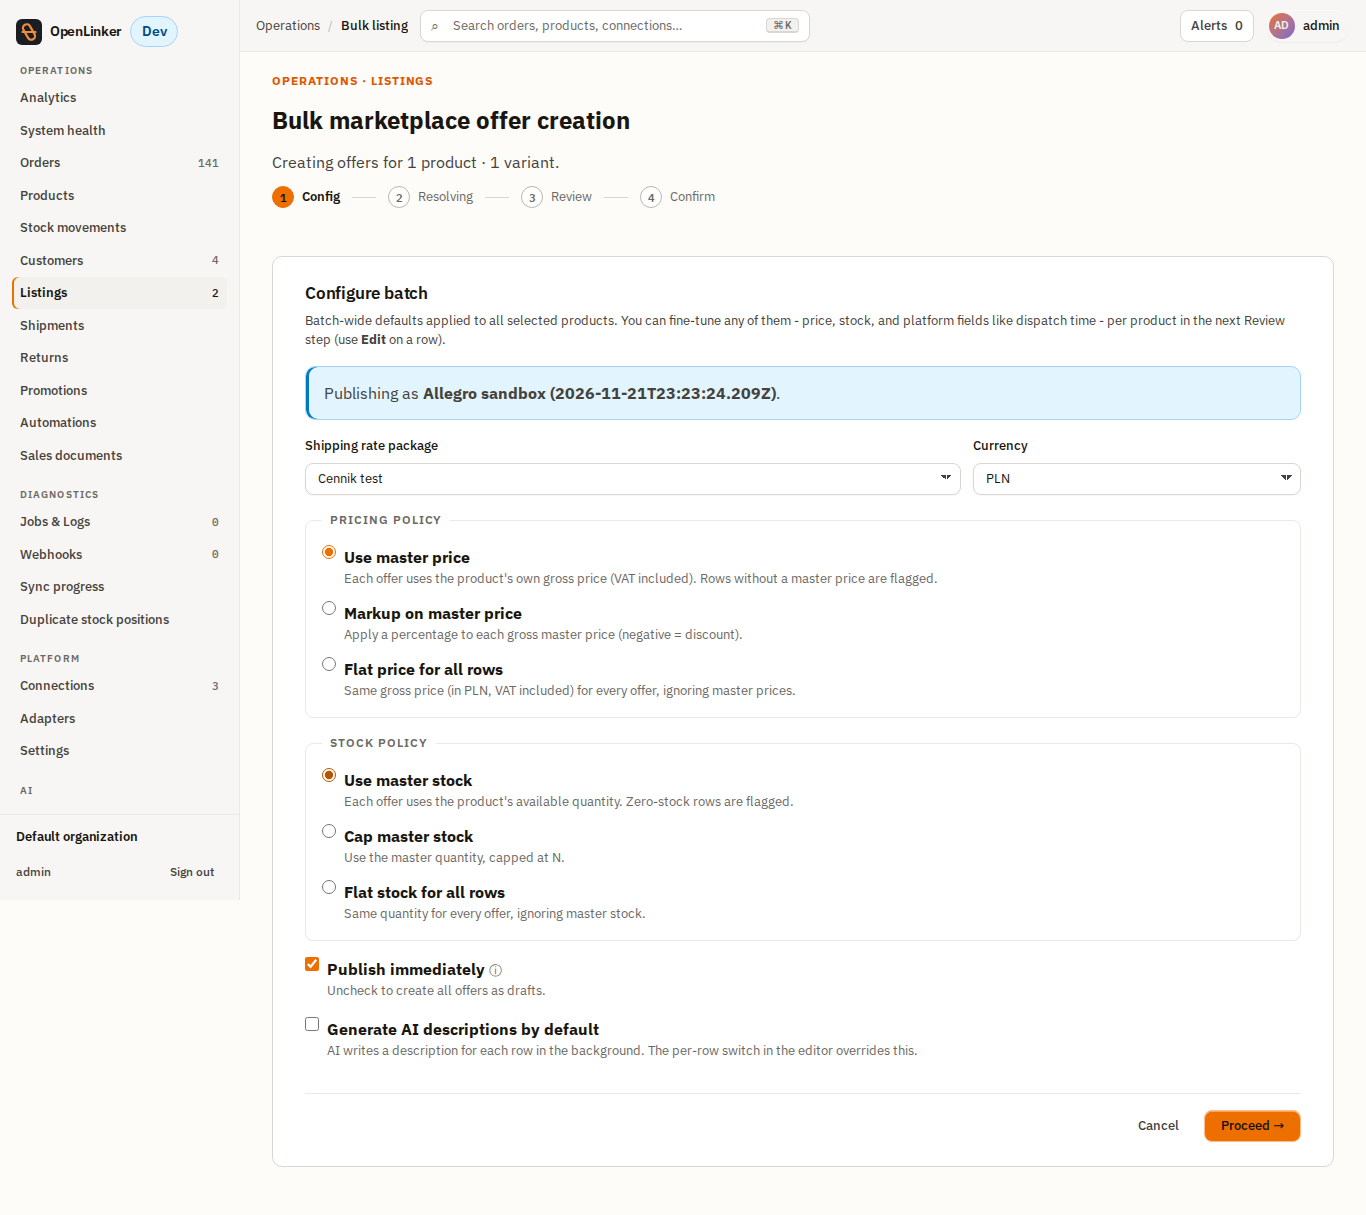 OpenLinker
Dev
OPERATIONS
Analytics
System health
Orders 141
Products
Stock movements
Customers 4
Listings 2
Shipments
Returns
Promotions
Automations
Sales documents
DIAGNOSTICS
Jobs & Logs 0
Webhooks 0
Sync progress
Duplicate stock positions
PLATFORM
Connections 3
Adapters
Settings
AI
Default organization
admin Sign out
Operations / Bulk listing
Search orders, products, connections... ⌘K
Alerts 0
AD admin
OPERATIONS · LISTINGS
Bulk marketplace offer creation
Creating offers for 1 product · 1 variant.
1 Config 2 Resolving 3 Review 4 Confirm
Configure batch
Batch-wide defaults applied to all selected products. You can fine-tune any of them - price, stock, and platform fields like dispatch time - per product in the next Review
step (use Edit on a row).
Publishing as Allegro sandbox (2026-11-21T23:23:24.209Z).
Shipping rate package Currency
Cennik test PLN
PRICING POLICY
Use master price
Each offer uses the product's own gross price (VAT included). Rows without a master price are flagged.
Markup on master price
Apply a percentage to each gross master price (negative = discount).
Flat price for all rows
Same gross price (in PLN, VAT included) for every offer, ignoring master prices.
STOCK POLICY
Use master stock
Each offer uses the product's available quantity. Zero-stock rows are flagged.
Cap master stock
Use the master quantity, capped at N.
Flat stock for all rows
Same quantity for every offer, ignoring master stock.
Publish immediately ⓘ
Uncheck to create all offers as drafts.
Generate AI descriptions by default
AI writes a description for each row in the background. The per-row switch in the editor overrides this.
Cancel Proceed →